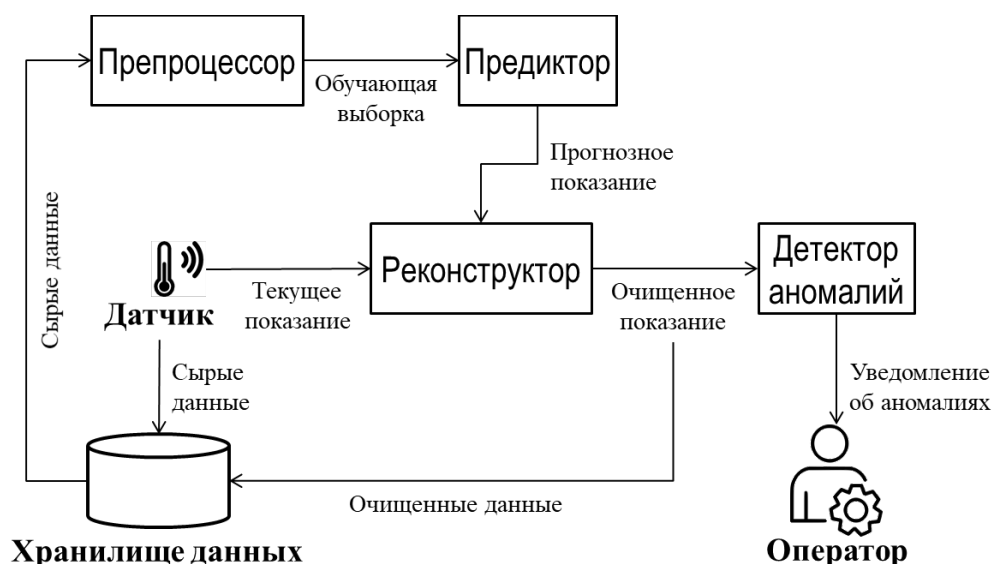 Препроцессор
Обучающая
выборка
Предиктор
Прогнозное
показание
Сырые данные
Датчик
Текущее
показание
Реконструктор
Очищенное
показание
Детектор
аномалий
Сырые
данные
Уведомление
об аномалиях
Очищенные данные
Хранилище данных
Оператор